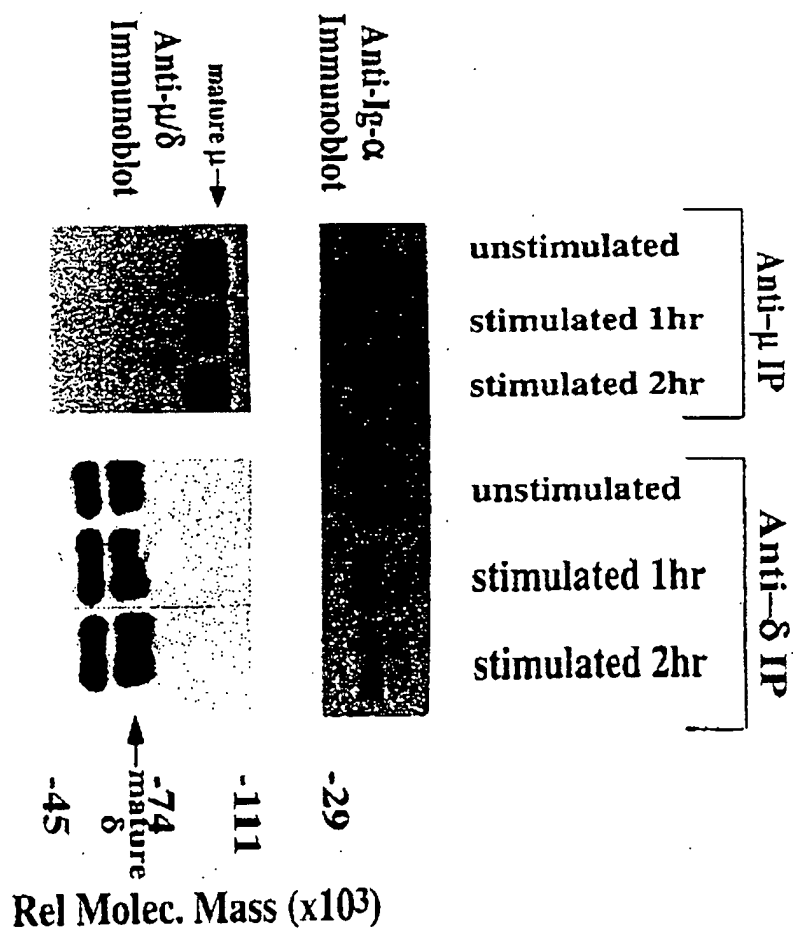 Anti-μ IP
unstimulated
stimulated 1hr
stimulated 2hr
Anti-δ IP
unstimulated
stimulated 1hr
stimulated 2hr
Anti-Ig-α
Immunoblot
-29
mature μ
Anti-μ/δ
Immunoblot
-111
-74
mature
δ
-45
Rel Molec. Mass (x10³)